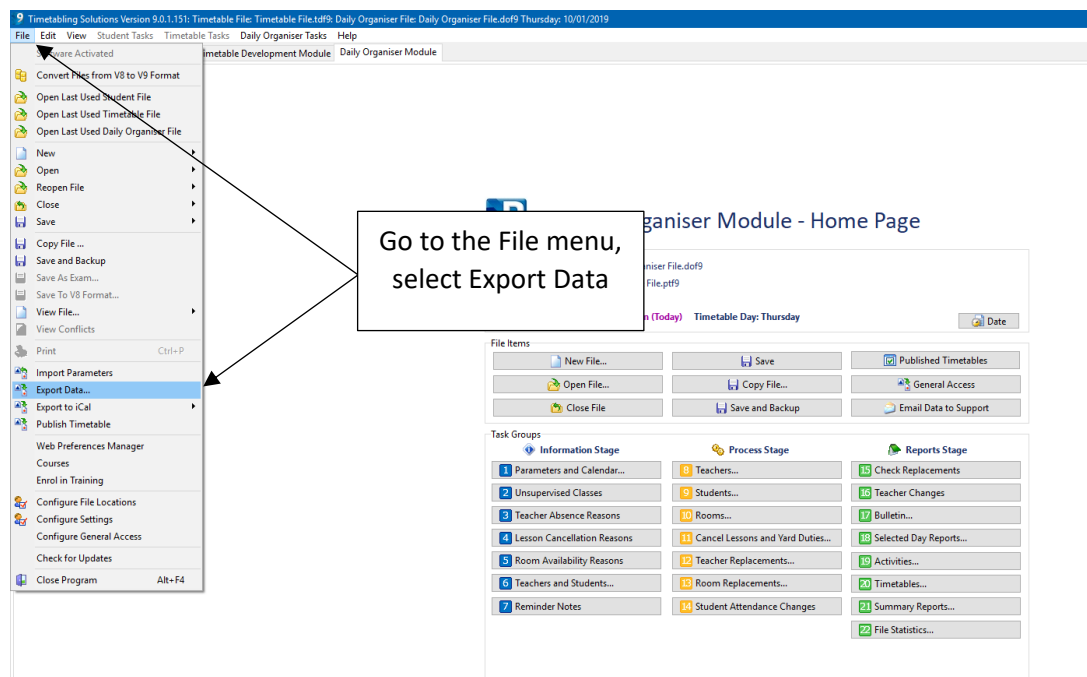 Timetabling Solutions Version 9.0.1.151: Timetable File: Timetable File.tdf9: Daily Organiser File: Daily Organiser File.dof9 Thursday: 10/01/2019
File Edit View Student Tasks Timetable Tasks Daily Organiser Tasks Help
Activated
Timetable Development Module Daily Organiser Module
Convert Files from V8 to V9 Format
Open Last Used Student File
Open Last Used Timetable File
Open Last Used Daily Organiser File
New
Open
Reopen File
Close
Save
Copy File ...
Save and Backup
Save As Exam...
Save To V8 Format...
View File...
View Conflicts
Print Ctrl+P
Import Parameters
Export Data...
Export to iCal
Publish Timetable
Web Preferences Manager
Courses
Enrol in Training
Configure File Locations
Configure Settings
Configure General Access
Check for Updates
Close Program Alt+F4
Go to the File menu,
select Export Data
Module - Home Page
File.dof9
File.ptf9
(Today) Timetable Day: Thursday
Date
File Items
New File... Save Published Timetables
Open File... Copy File... General Access
Close File Save and Backup Email Data to Support
Task Groups
Information Stage Process Stage Reports Stage
1 Parameters and Calendar... 8 Teachers... 15 Check Replacements
2 Unsupervised Classes 9 Students... 16 Teacher Changes
3 Teacher Absence Reasons 10 Rooms... 17 Bulletin...
4 Lesson Cancellation Reasons 11 Cancel Lessons and Yard Duties... 18 Selected Day Reports...
5 Room Availability Reasons 12 Teacher Replacements... 19 Activities...
6 Teachers and Students... 13 Room Replacements... 20 Timetables...
7 Reminder Notes 14 Student Attendance Changes 21 Summary Reports...
22 File Statistics...